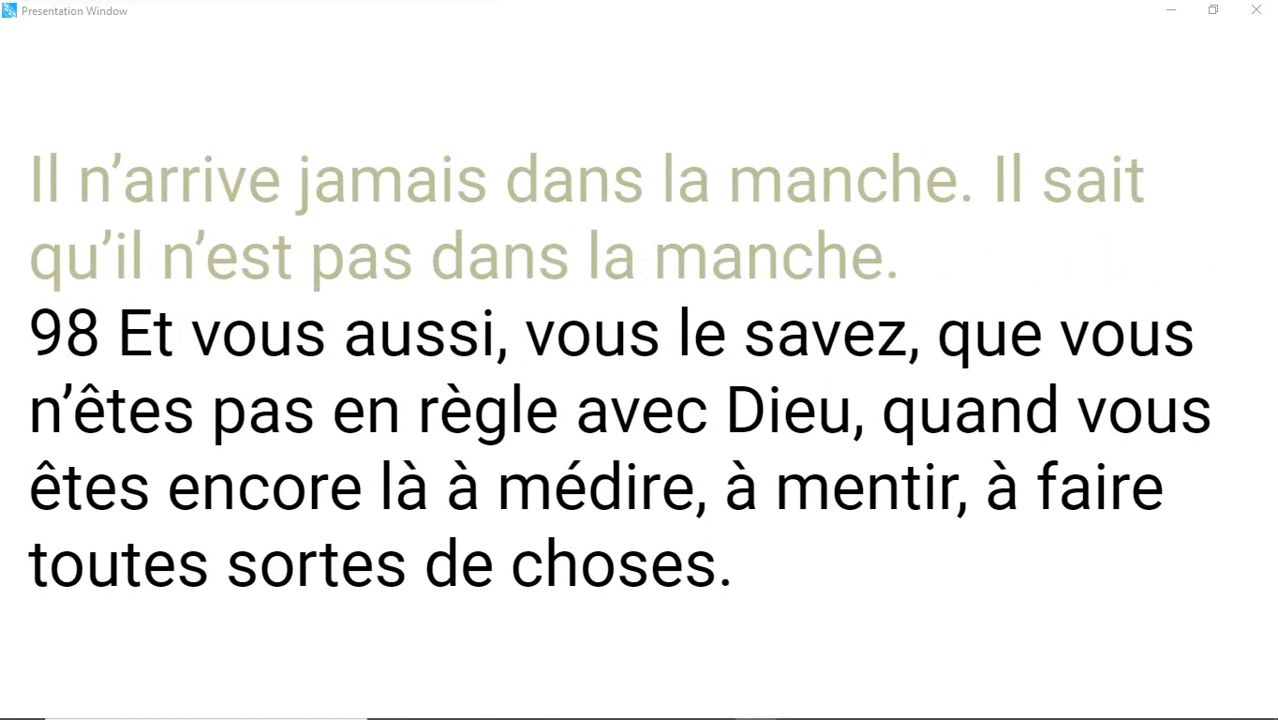 Presentation Window
Il n’arrive jamais dans la manche. Il sait
qu’il n’est pas dans la manche.
98 Et vous aussi, vous le savez, que vous
n’êtes pas en règle avec Dieu, quand vous
êtes encore là à médire, à mentir, à faire
toutes sortes de choses.